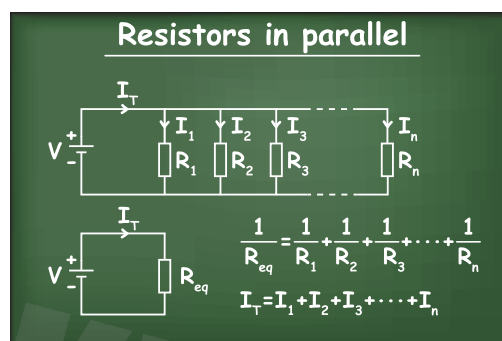 Resistors in parallel
I_T
V + -
I_1 I_2 I_3 I_n
R_1 R_2 R_3 R_n
I_T
V + -
R_eq
1/R_eq = 1/R_1 + 1/R_2 + 1/R_3 + ···· + 1/R_n
I_T = I_1 + I_2 + I_3 + ···· + I_n